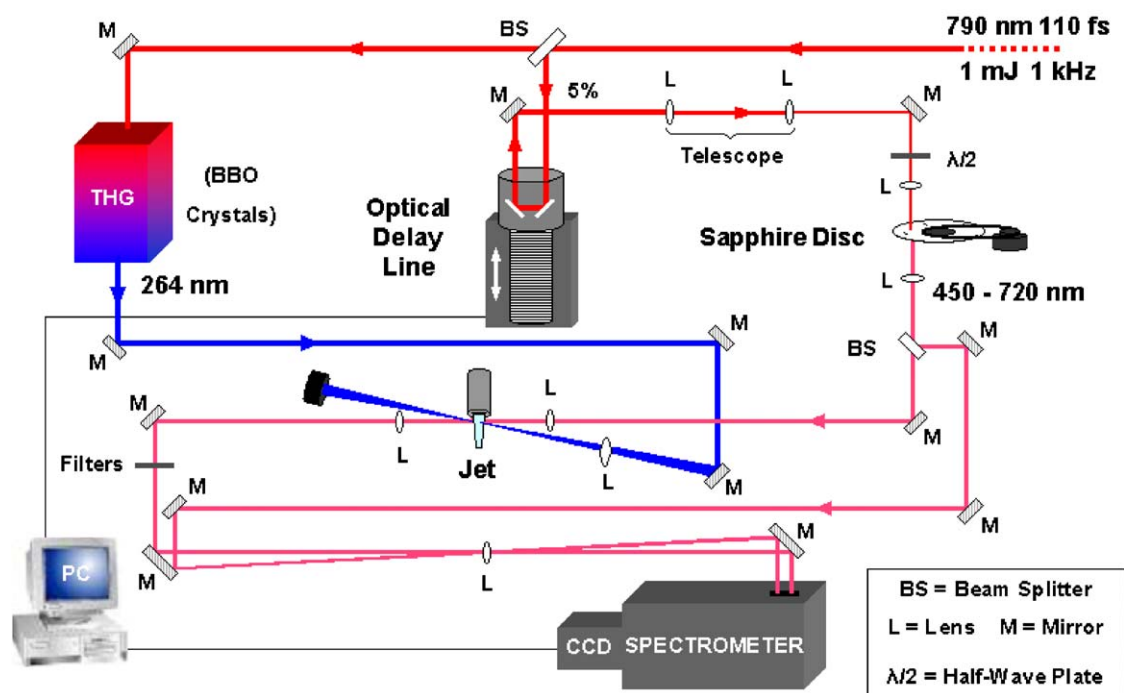 790 nm 110 fs
1 mJ 1 kHz
BS
M
5%
M
L
L
Telescope
M
λ/2
L
THG
(BBO
Crystals)
Optical
Delay
Line
Sapphire Disc
264 nm
L
450 - 720 nm
M
M
BS
M
L
M
M
L
Jet
L
M
Filters
M
M
M
M
L
PC
CCD
SPECTROMETER
BS = Beam Splitter
L = Lens M = Mirror
λ/2 = Half-Wave Plate